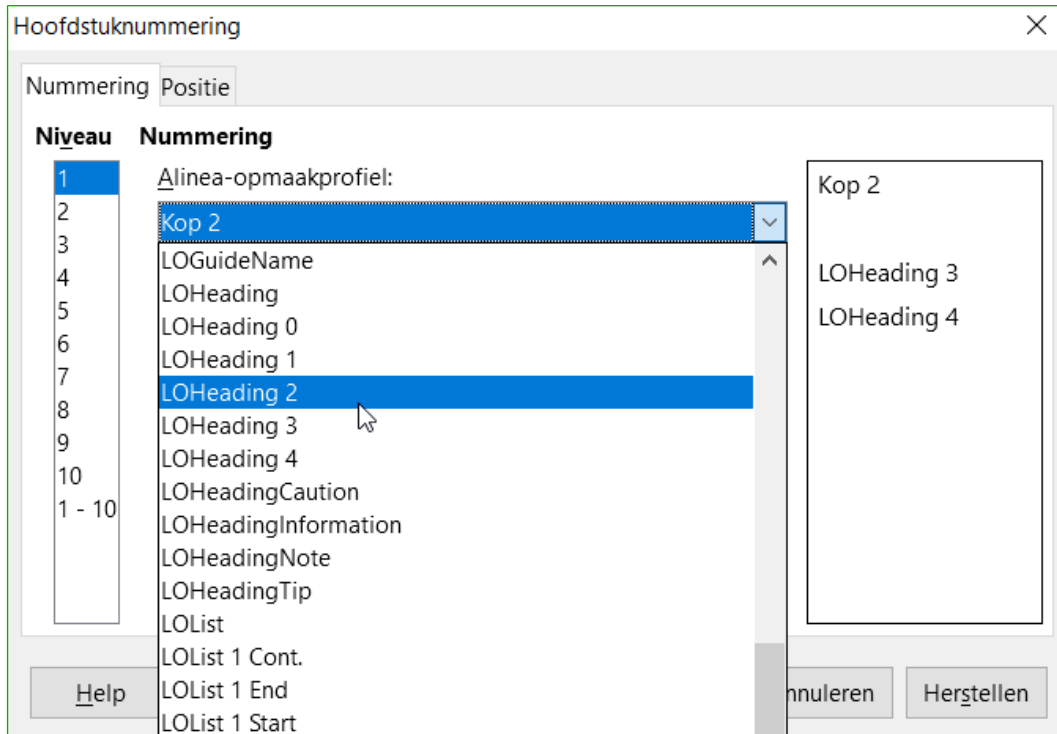 Hoofdstuknummering
Nummering Positie
Niveau Nummering
1
2
3
4
5
6
7
8
9
10
1 - 10
Alinea-opmaakprofiel:
Kop 2
LOGuideName
LOHeading
LOHeading 0
LOHeading 1
LOHeading 2
LOHeading 3
LOHeading 4
LOHeadingCaution
LOHeadingInformation
LOHeadingNote
LOHeadingTip
LOList
LOList 1 Cont.
LOList 1 End
LOList 1 Start
Kop 2
LOHeading 3
LOHeading 4
Help
nnuleren
Herstellen